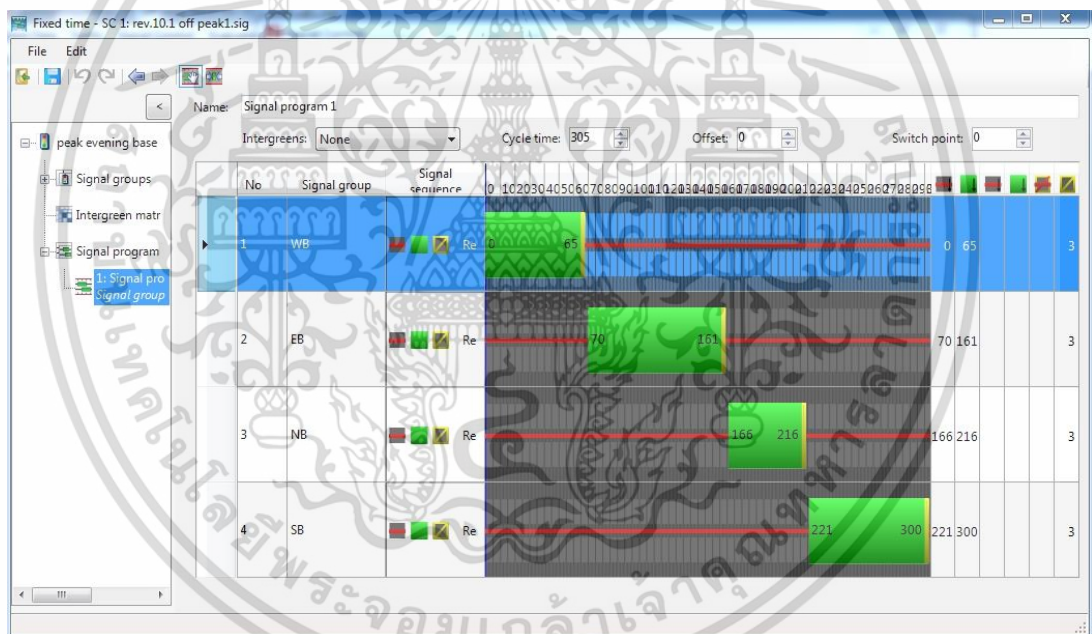 Fixed time - SC 1: rev.10.1 off peak1.sig
File Edit
< Name: Signal program 1
Intergreens: None Cycle time: 305 Offset: 0 Switch point: 0
peak evening base
Signal groups
Intergreen matr
Signal program
1: Signal pro
Signal group
No Signal group Signal sequence
1 WB Re 0 65 0 65 3
2 EB Re 70 161 70 161 3
3 NB Re 166 216 166 216 3
4 SB Re 221 300 221 300 3